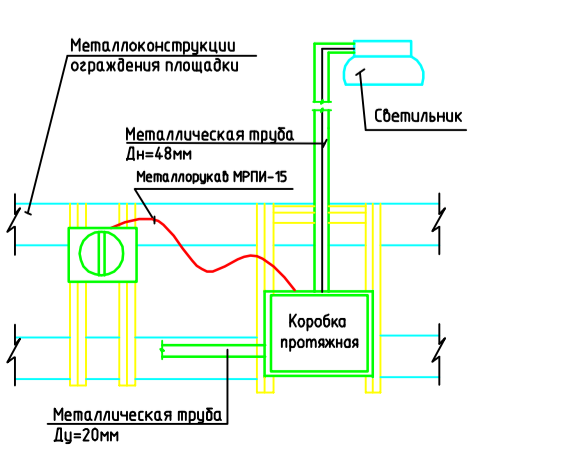 Металлоконструкции
ограждения площадки
Светильник
Металлическая труба
Дн=48мм
Металлорукав МРПИ-15
Коробка
протяжная
Металлическая труба
Ду=20мм